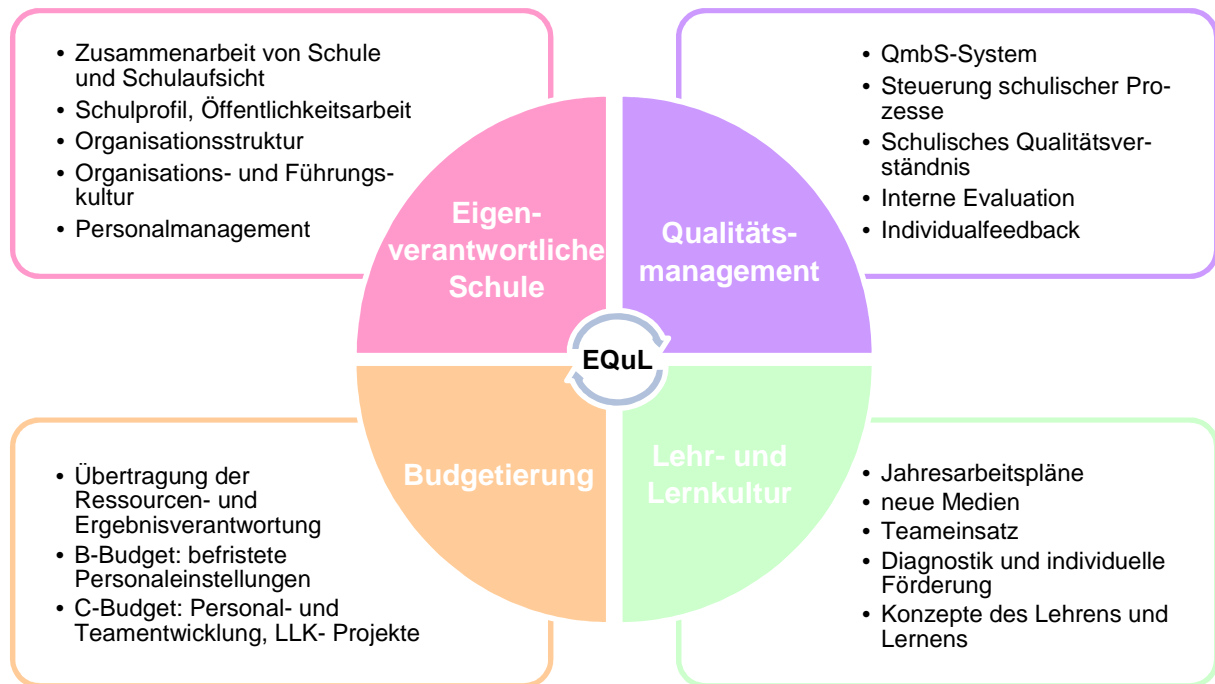 • Zusammenarbeit von Schule
und Schulaufsicht
• Schulprofil, Öffentlichkeitsarbeit
• Organisationsstruktur
• Organisations- und Führungs-
kultur
• Personalmanagement
• QmbS-System
• Steuerung schulischer Pro-
zesse
• Schulisches Qualitätsver-
ständnis
• Interne Evaluation
• Individualfeedback
Eigen-
verantwortliche
Schule
Qualitäts-
management
EQuL
Budgetierung
Lehr- und
Lernkultur
• Übertragung der
Ressourcen- und
Ergebnisverantwortung
• B-Budget: befristete
Personaleinstellungen
• C-Budget: Personal- und
Teamentwicklung, LLK- Projekte
• Jahresarbeitspläne
• neue Medien
• Teameinsatz
• Diagnostik und individuelle
Förderung
• Konzepte des Lehrens und
Lernens